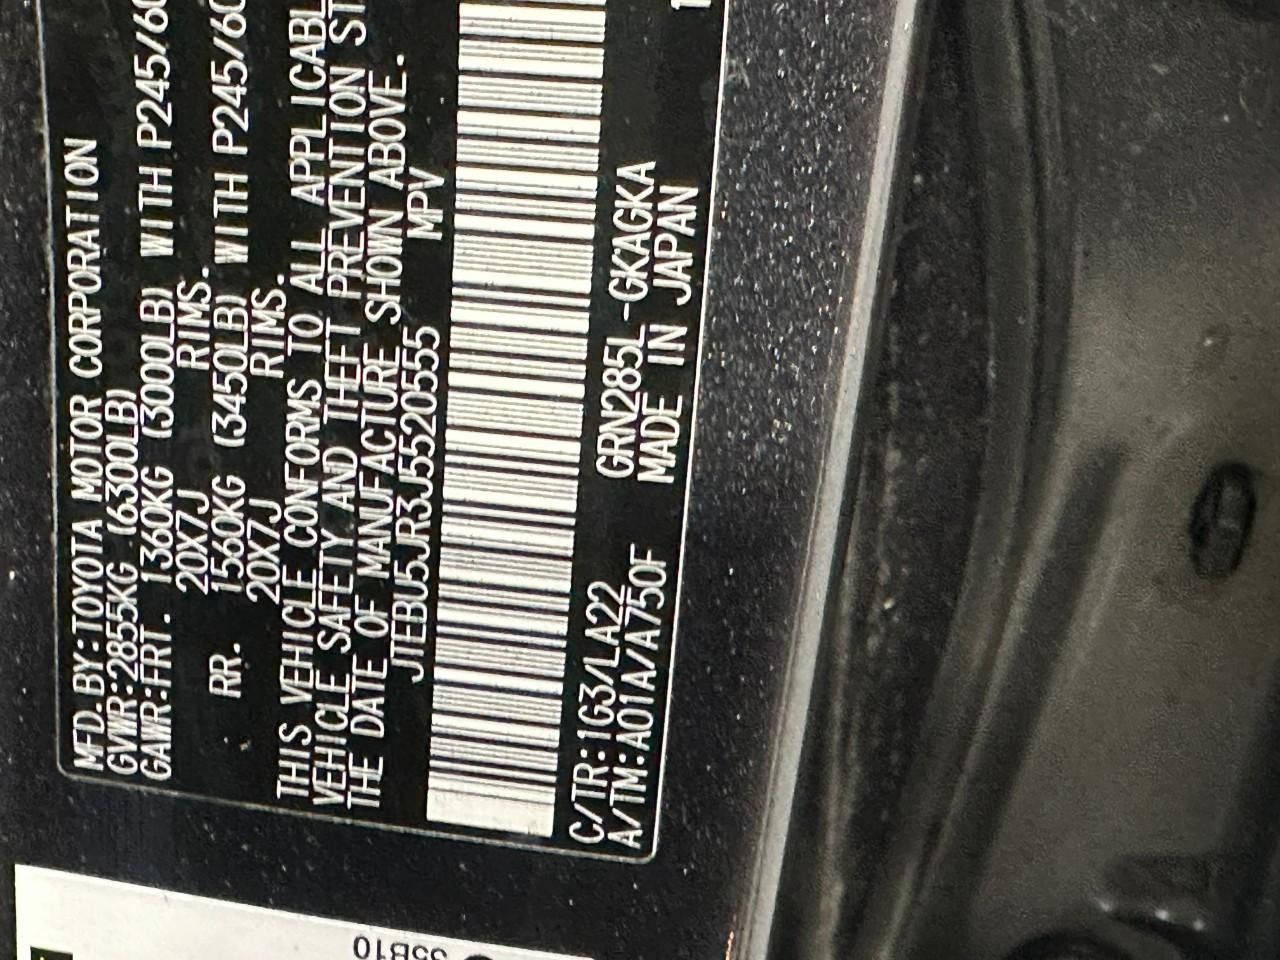 MFD.BY:TOYOTA MOTOR CORPORATION
GVWR:2855KG (6300LB)
GAWR:FRT. 1360KG (3000LB) WITH P245/60
20X7J RIMS.
RR. 1560KG (3450LB) WITH P245/60
20X7J RIMS.
THIS VEHICLE CONFORMS TO ALL APPLICABL
VEHICLE SAFETY AND THEFT PREVENTION ST
THE DATE OF MANUFACTURE SHOWN ABOVE.
JTEBU5JR3J5520555 MPV
C/TR:1G3/LA22 GRN285L-GKAGKA
A/TM:A01A/A750F MADE IN JAPAN
35B10